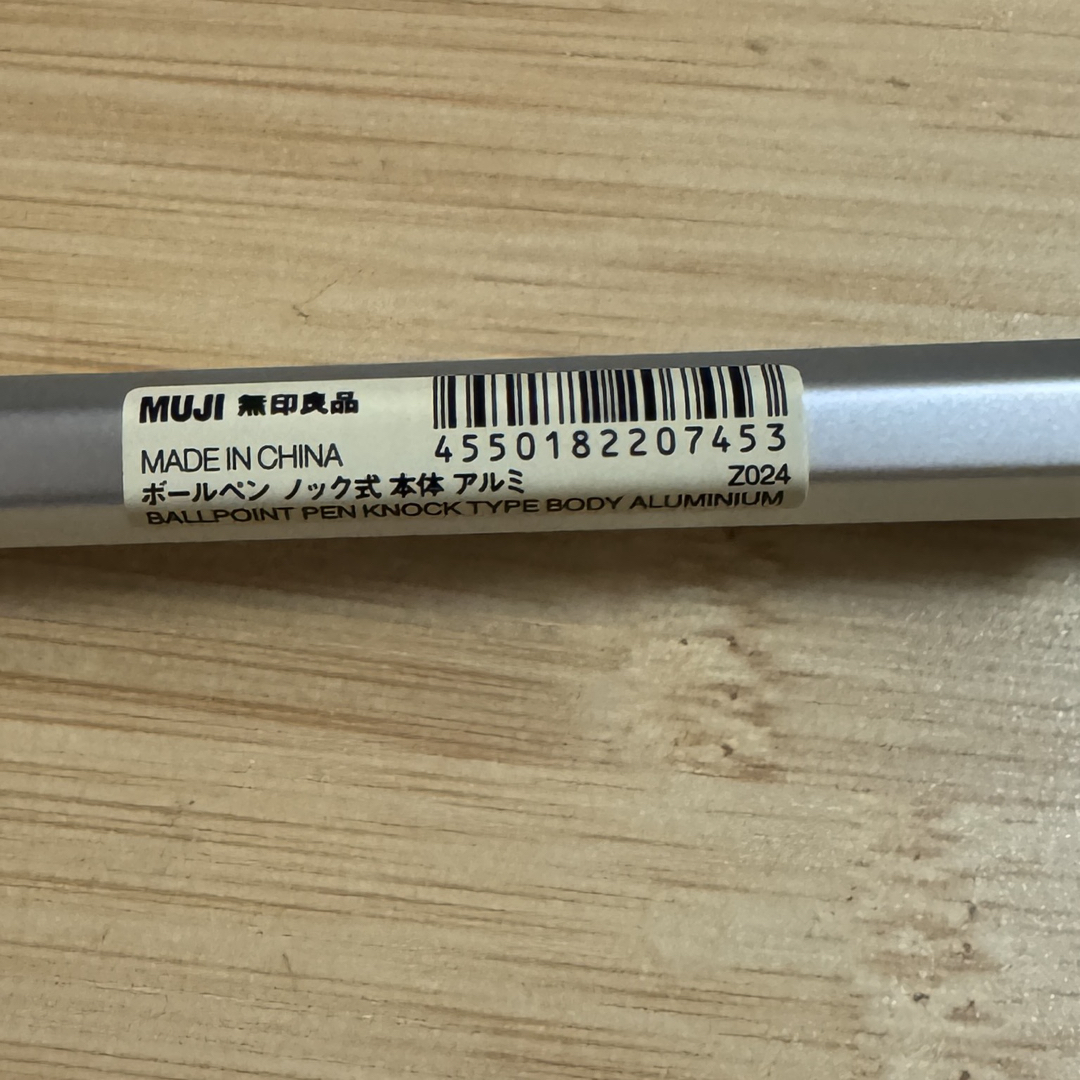 MUJI 無印良品
4550182207453
MADE IN CHINA
ボールペン ノック式 本体 アルミ
Z024
BALLPOINT PEN KNOCK TYPE BODY ALUMINIUM